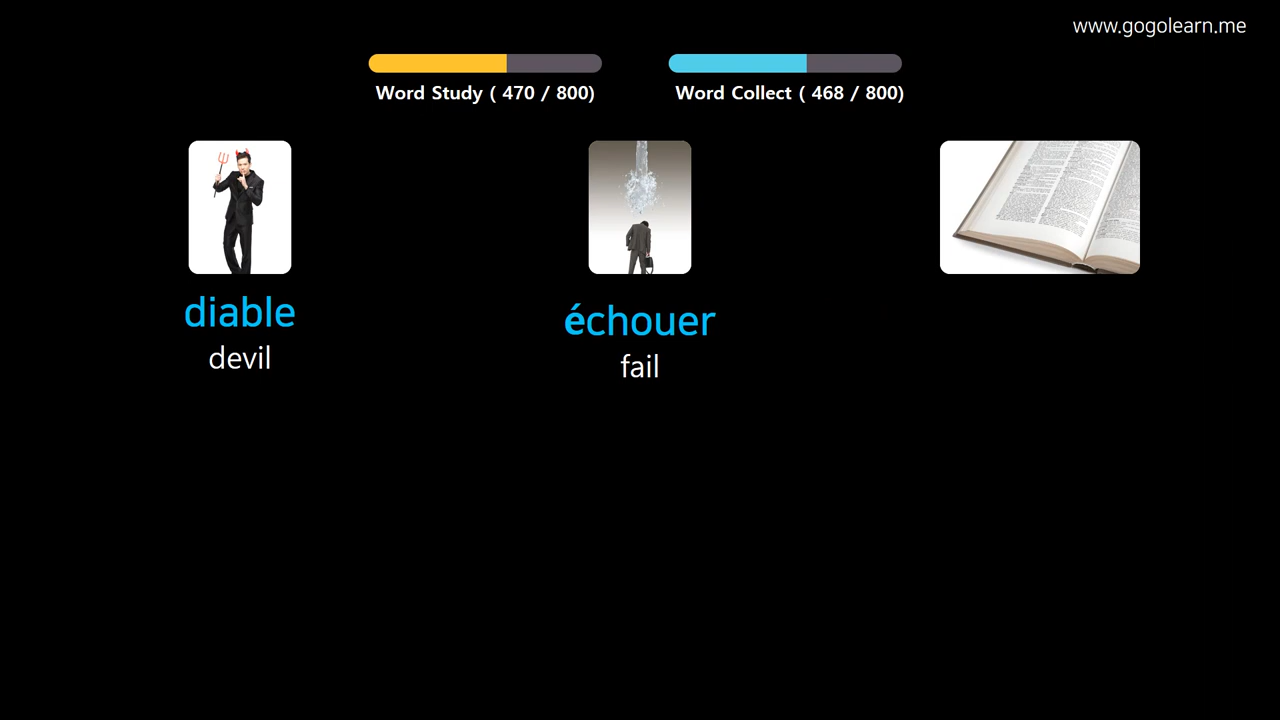 www.gogolearn.me
Word Study ( 470 / 800)
Word Collect ( 468 / 800)
diable
devil
échouer
fail